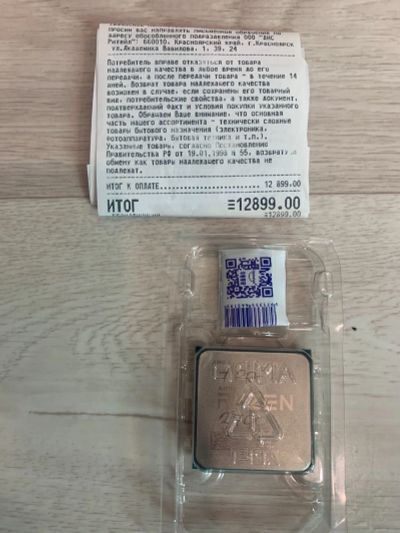 просим вас направлять письменное обращение по
адресу обособленного подразделения ООО "ДНС
Ритейл": 660010, Красноярский край, г.Красноярск
ул.Академика Вавилова, 1, 39, 24
Потребитель вправе отказаться от товара
надлежащего качества в любое время до его
передачи, а после передачи товара - в течение 14
дней. Возврат товара надлежащего качества
возможен в случае, если сохранены его товарный
вид, потребительские свойства, а также документ,
подтверждающий факт и условия покупки указанного
товара. Обращаем Ваше внимание, что основная
часть нашего ассортимента - технически сложные
товары бытового назначения (электроника,
фотоаппаратура, бытовая техника и т.п.).
Указанные товары, согласно Постановлению
Правительства РФ от 19.01.1998 № 55, возврату и
обмену как товары надлежащего качества не
подлежат.
ИТОГ К ОПЛАТЕ 12 899.00
ИТОГ ≡12899.00
≡12899.00